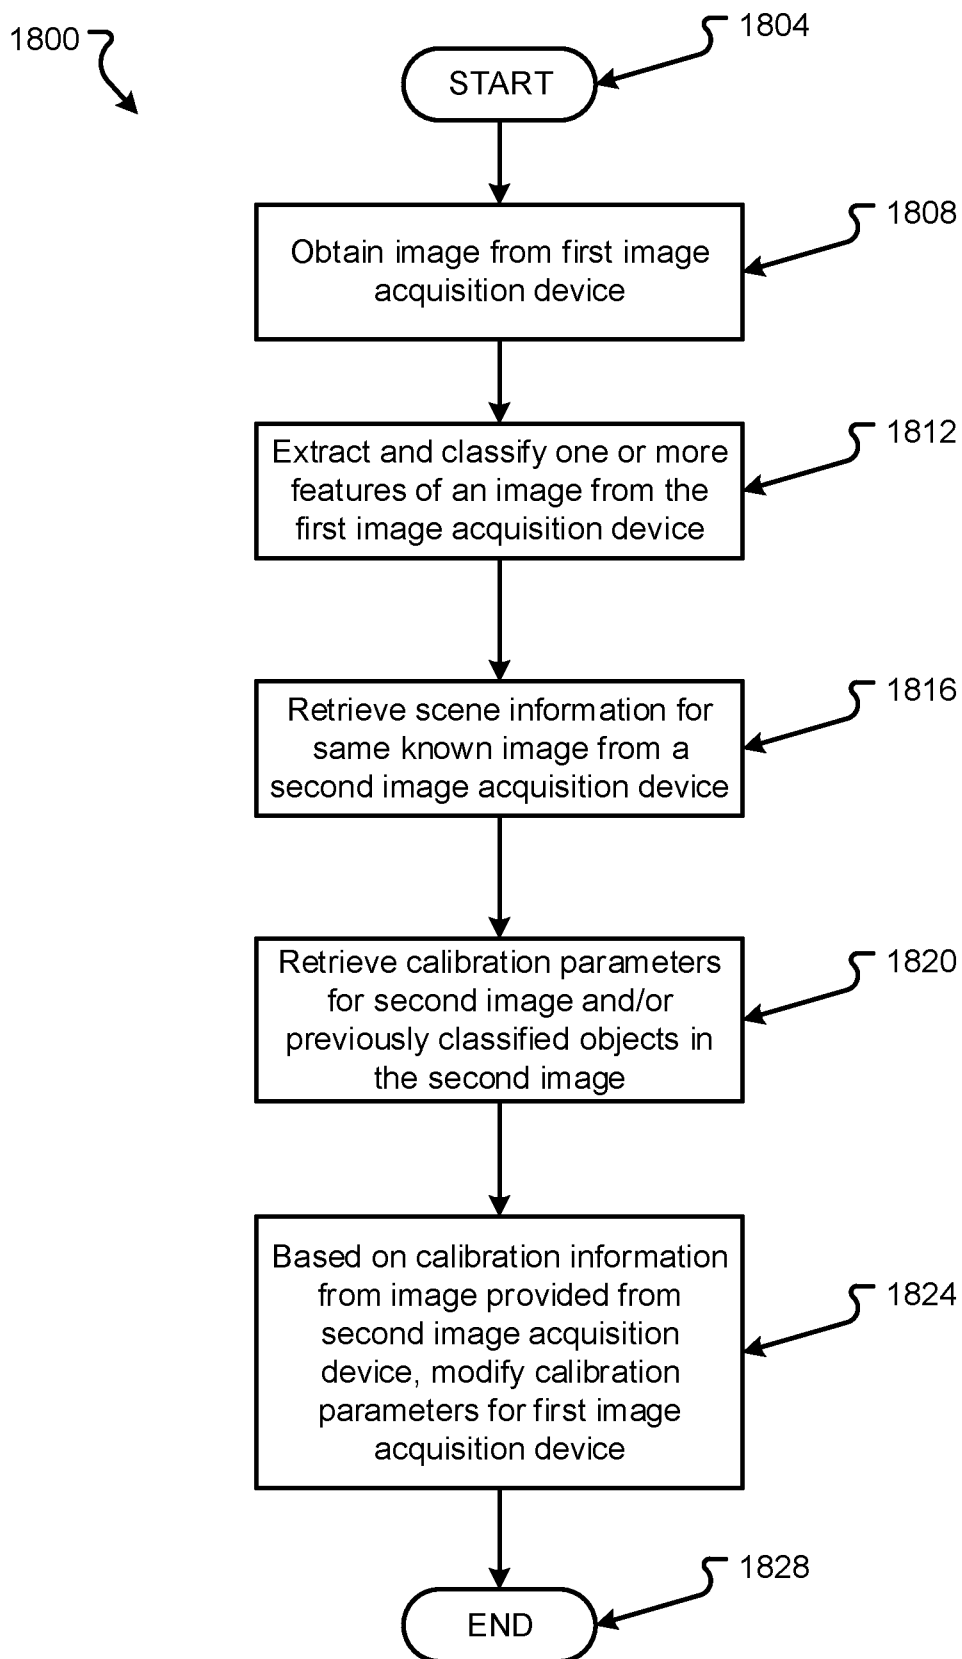 1800
1804
START
1808
Obtain image from first image
acquisition device
1812
Extract and classify one or more
features of an image from the
first image acquisition device
1816
Retrieve scene information for
same known image from a
second image acquisition device
1820
Retrieve calibration parameters
for second image and/or
previously classified objects in
the second image
1824
Based on calibration information
from image provided from
second image acquisition
device, modify calibration
parameters for first image
acquisition device
1828
END